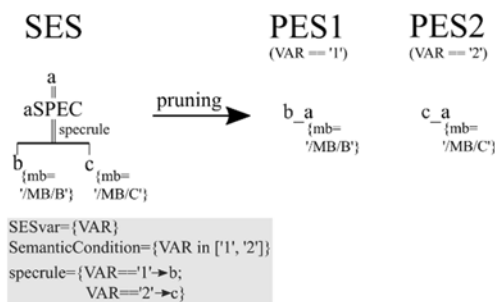 SES
PES1
PES2
(VAR == '1')
(VAR == '2')
a
aSPEC
specrule
pruning
b
{mb=
'/MB/B'}
c
{mb=
'/MB/C'}
b_a
{mb=
'/MB/B'}
c_a
{mb=
'/MB/C'}
SESvar={VAR}
SemanticCondition={VAR in ['1', '2']}
specrule={VAR=='1'→b;
VAR=='2'→c}